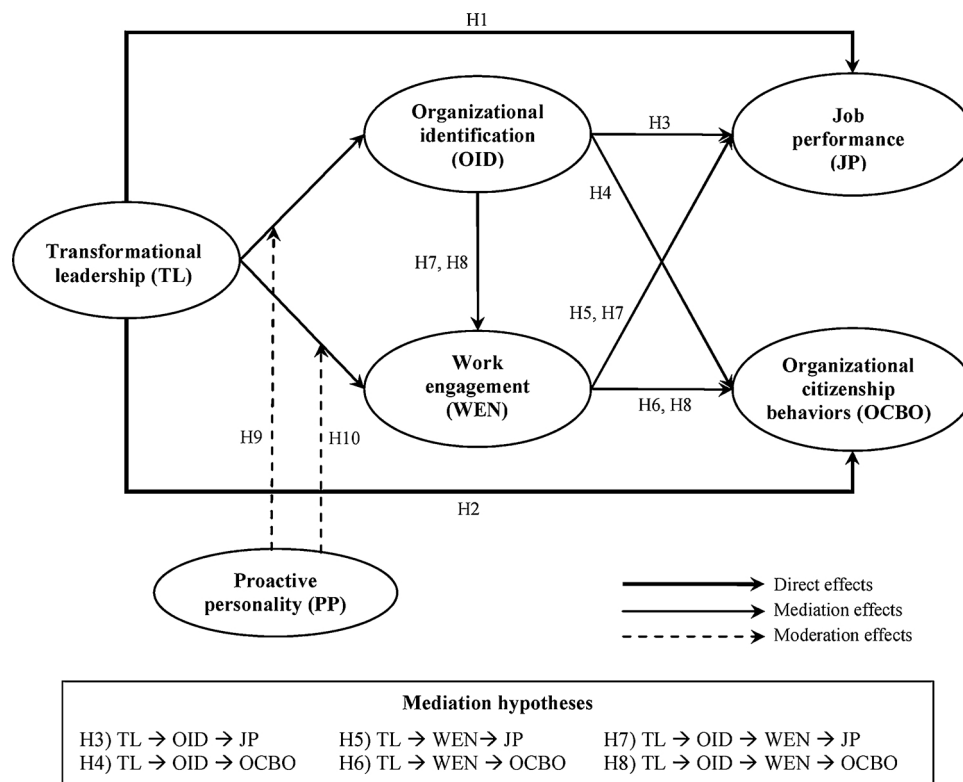 H1
Organizational
identification
(OID)
H3
Job
performance
(JP)
H4
Transformational
leadership (TL)
H7, H8
H5, H7
Work
engagement
(WEN)
Organizational
citizenship
behaviors (OCBO)
H6, H8
H9
H10
H2
Proactive
personality (PP)
Direct effects
Mediation effects
Moderation effects
Mediation hypotheses
H3) TL → OID → JP
H5) TL → WEN→ JP
H7) TL → OID → WEN → JP
H4) TL → OID → OCBO
H6) TL → WEN → OCBO
H8) TL → OID → WEN → OCBO